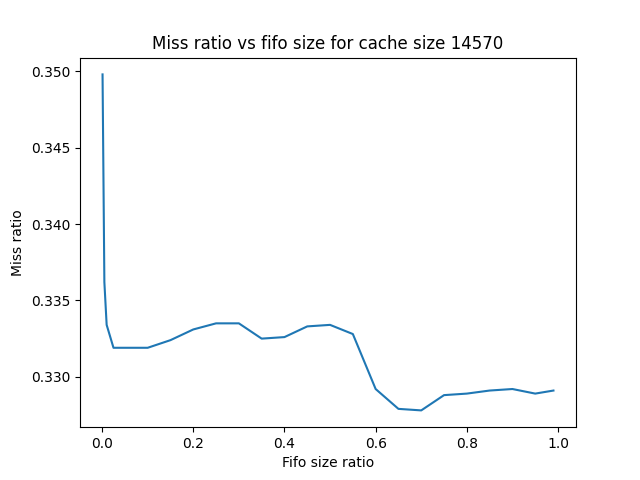 Miss ratio vs fifo size for cache size 14570
0.350
0.345
0.340
0.335
0.330
Miss ratio
0.0 0.2 0.4 0.6 0.8 1.0
Fifo size ratio